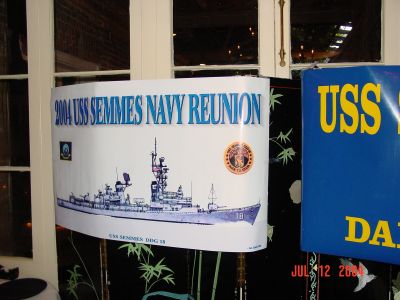 2004 USS SEMMES NAVY REUNION
18
USS SEMMES DDG 18
USS S
DA
JUL 12 2004